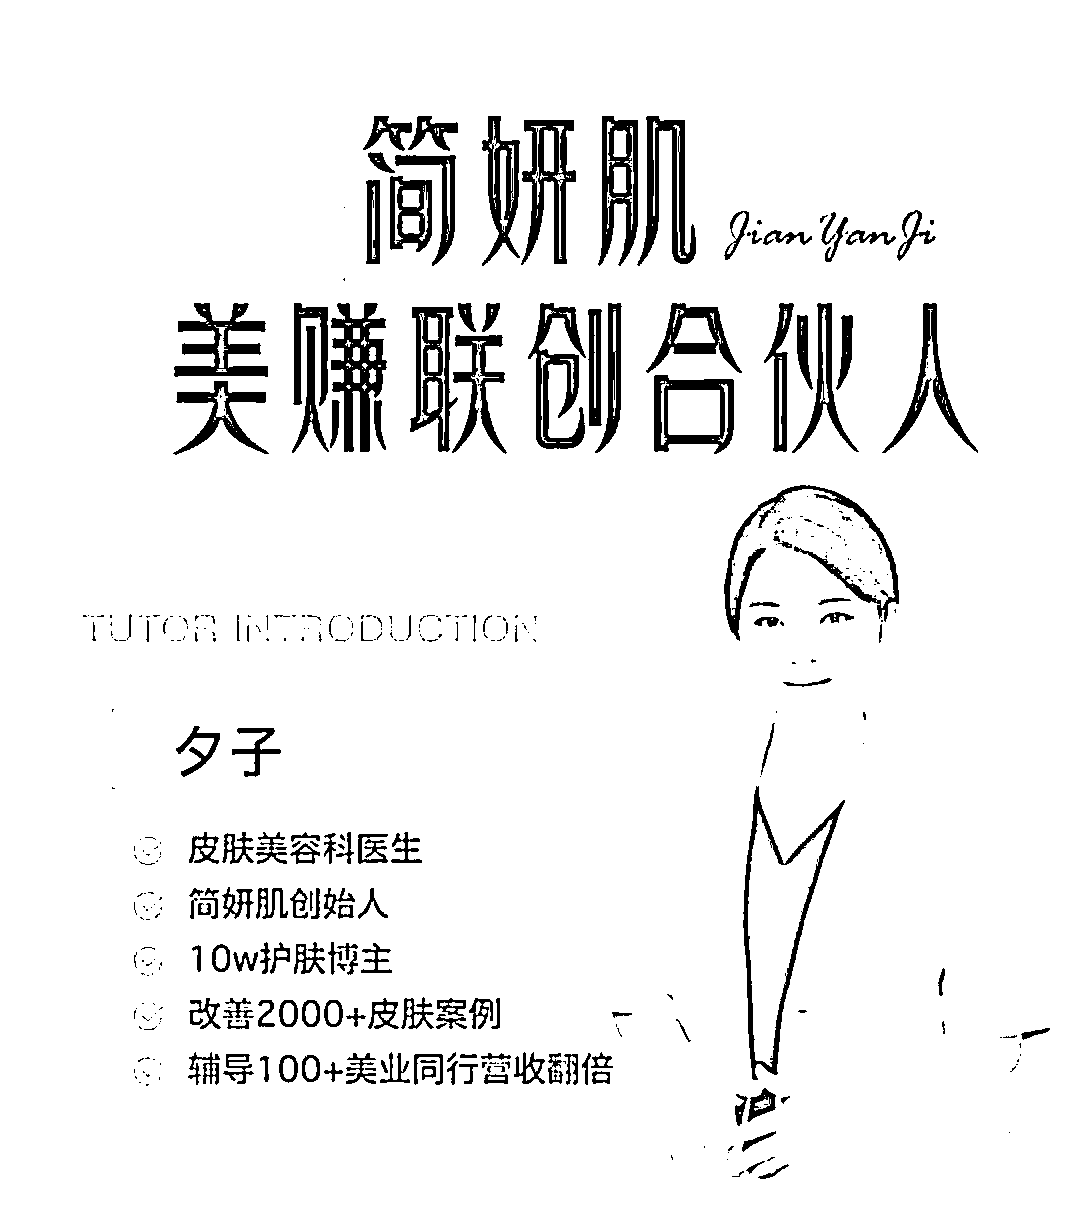 简妍肌 Jian Yan Ji
美赚联创合伙人
TUTOR INTRODUCTION
夕子
皮肤美容科医生
简妍肌创始人
10w护肤博主
改善2000+皮肤案例
辅导100+美业同行营收翻倍